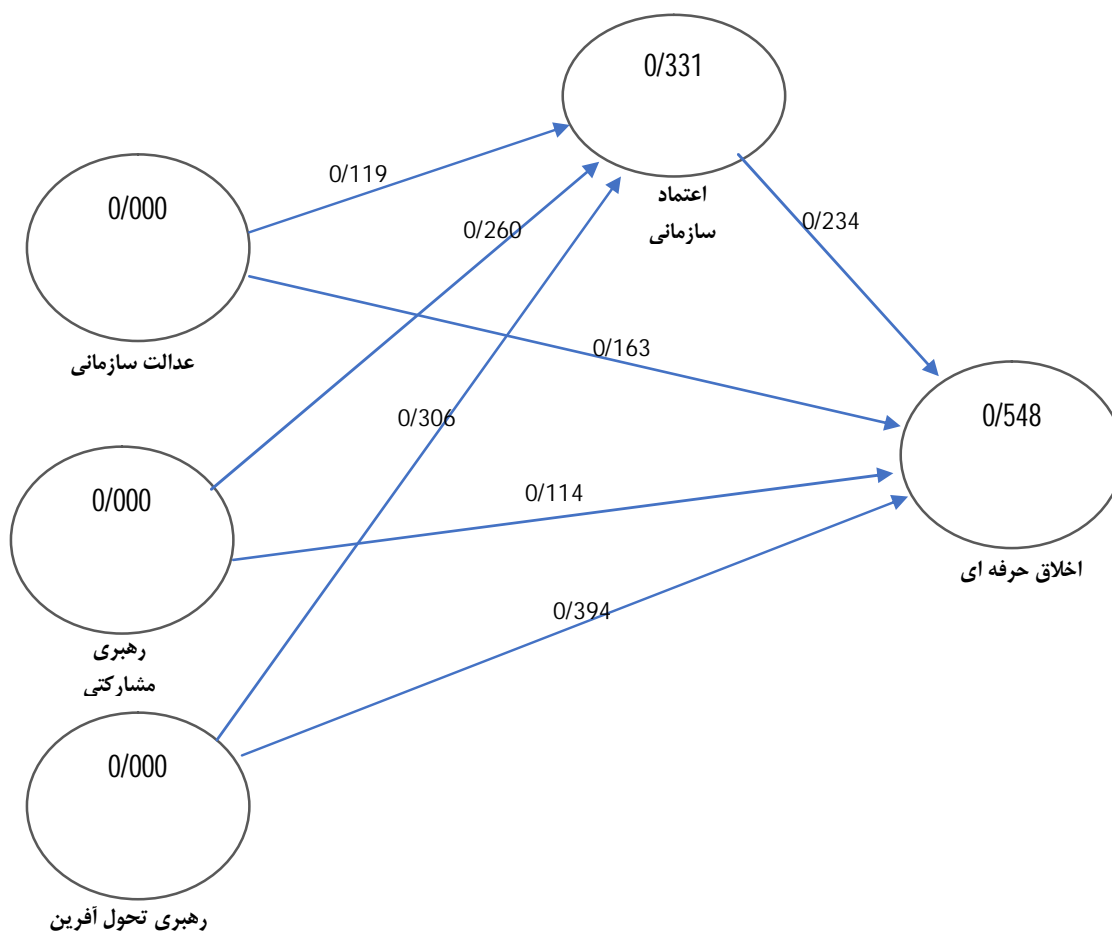 0/331
اعتماد
سازمانی
0/119
0/000
عدالت سازمانی
0/260
0/234
0/163
0/306
0/548
اخلاق حرفه ای
0/000
رهبری
مشارکتی
0/114
0/394
0/000
رهبری تحول آفرین